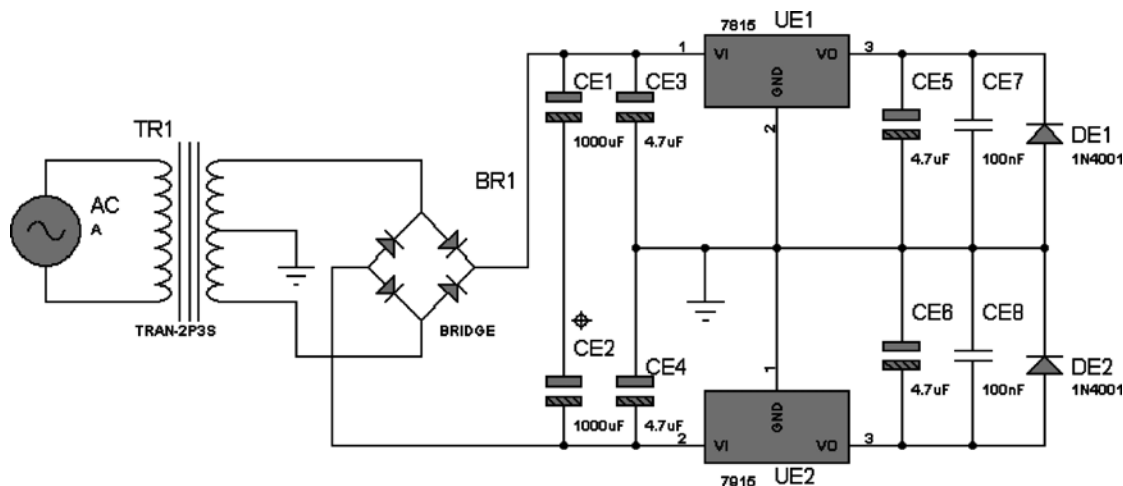 7815 UE1
1 VI VO 3
GND
2
CE1 CE3
1000uF 4.7uF
CE5 CE7
4.7uF 100nF
DE1
1N4001
TR1
AC
A
BR1
TRAN-2P3S
BRIDGE
CE2 CE4
1000uF 4.7uF
CE6 CE8
4.7uF 100nF
DE2
1N4001
1
GND
2 VI VO 3
7915 UE2